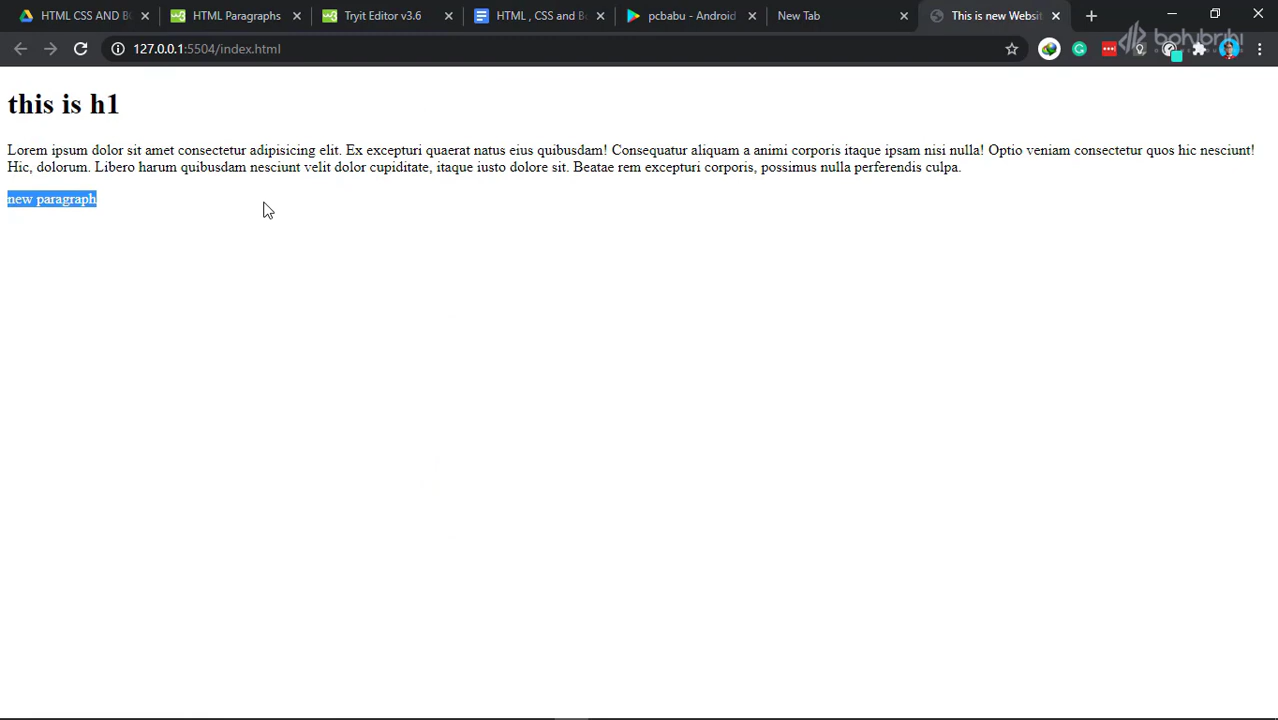 HTML CSS AND BO
HTML Paragraphs
Tryit Editor v3.6
HTML , CSS and Bo
pcbabu - Android
New Tab
This is new Websit
127.0.0.1:5504/index.html
bohubrihi
this is h1
Lorem ipsum dolor sit amet consectetur adipisicing elit. Ex excepturi quaerat natus eius quibusdam! Consequatur aliquam a animi corporis itaque ipsam nisi nulla! Optio veniam consectetur quos hic nesciunt!
Hic, dolorum. Libero harum quibusdam nesciunt velit dolor cupiditate, itaque iusto dolore sit. Beatae rem excepturi corporis, possimus nulla perferendis culpa.
new paragraph